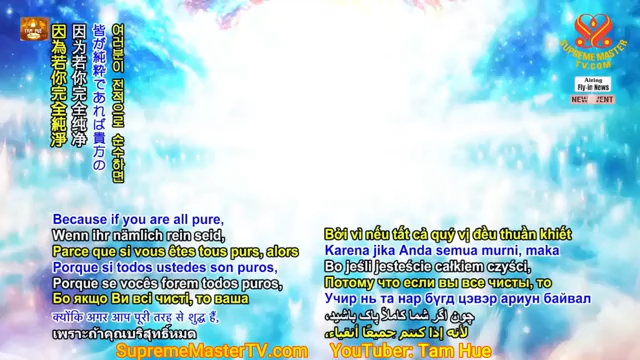 TAM HUE
SUPREME MASTER
TV.COM
Airing
Fly-in News
NEW EVENT
여러분이 전적으로 순수하면
皆が純粋であれば貴方の
因为若你完全纯净
因為若你完全純淨
Because if you are all pure,
Wenn ihr nämlich rein seid,
Parce que si vous êtes tous purs, alors
Porque si todos ustedes son puros,
Porque se vocês forem todos puros,
Бо якщо Ви всі чисті, то ваша
क्योंकि अगर आप पूरी तरह से शुद्ध हैं,
เพราะถ้าคุณบริสุทธิ์หมด
Bởi vì nếu tất cả quý vị đều thuần khiết
Karena jika Anda semua murni, maka
Bo jeśli jesteście całkiem czyści,
Потому что если вы все чисты, то
Учир нь та нар бүгд цэвэр ариун байвал
چون اگر شما کاملاً پاک باشید،
لأنه إذا كنتم جميعًا أنقياء،
SupremeMasterTV.com
YouTuber: Tam Hue